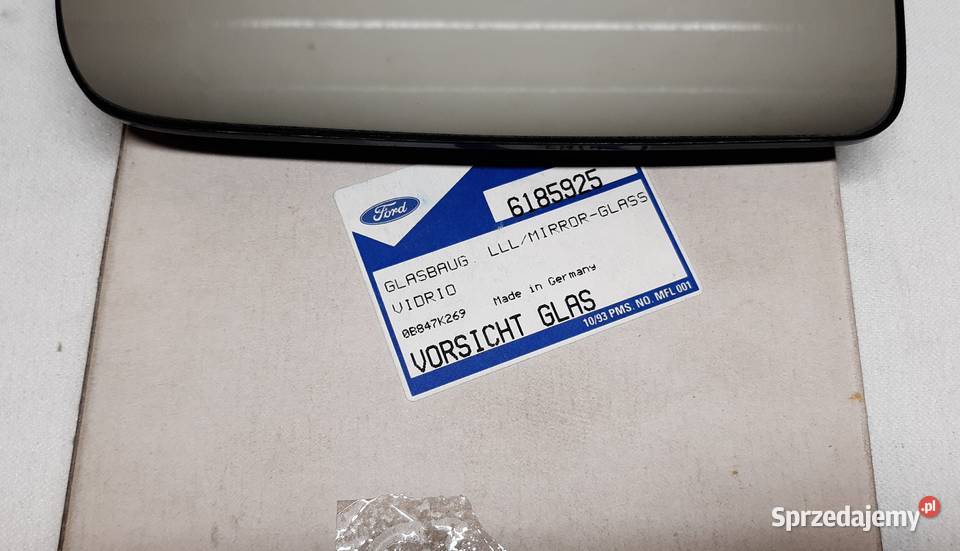 Ford
6185925
GLASBAUG. LLL/MIRROR-GLASS
VIDRIO
0B847K269 Made in Germany
VORSICHT GLAS
10/93 PMS. NO. MFL 001
Sprzedajemy.pl